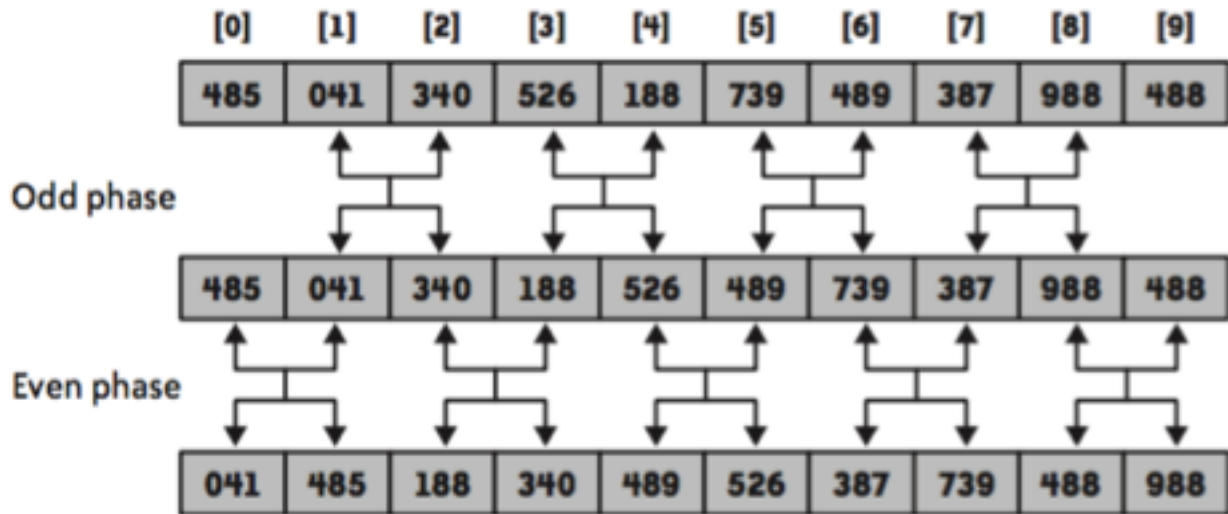 [0] [1] [2] [3] [4] [5] [6] [7] [8] [9]
485 041 340 526 188 739 489 387 988 488
Odd phase
485 041 340 188 526 489 739 387 988 488
Even phase
041 485 188 340 489 526 387 739 488 988